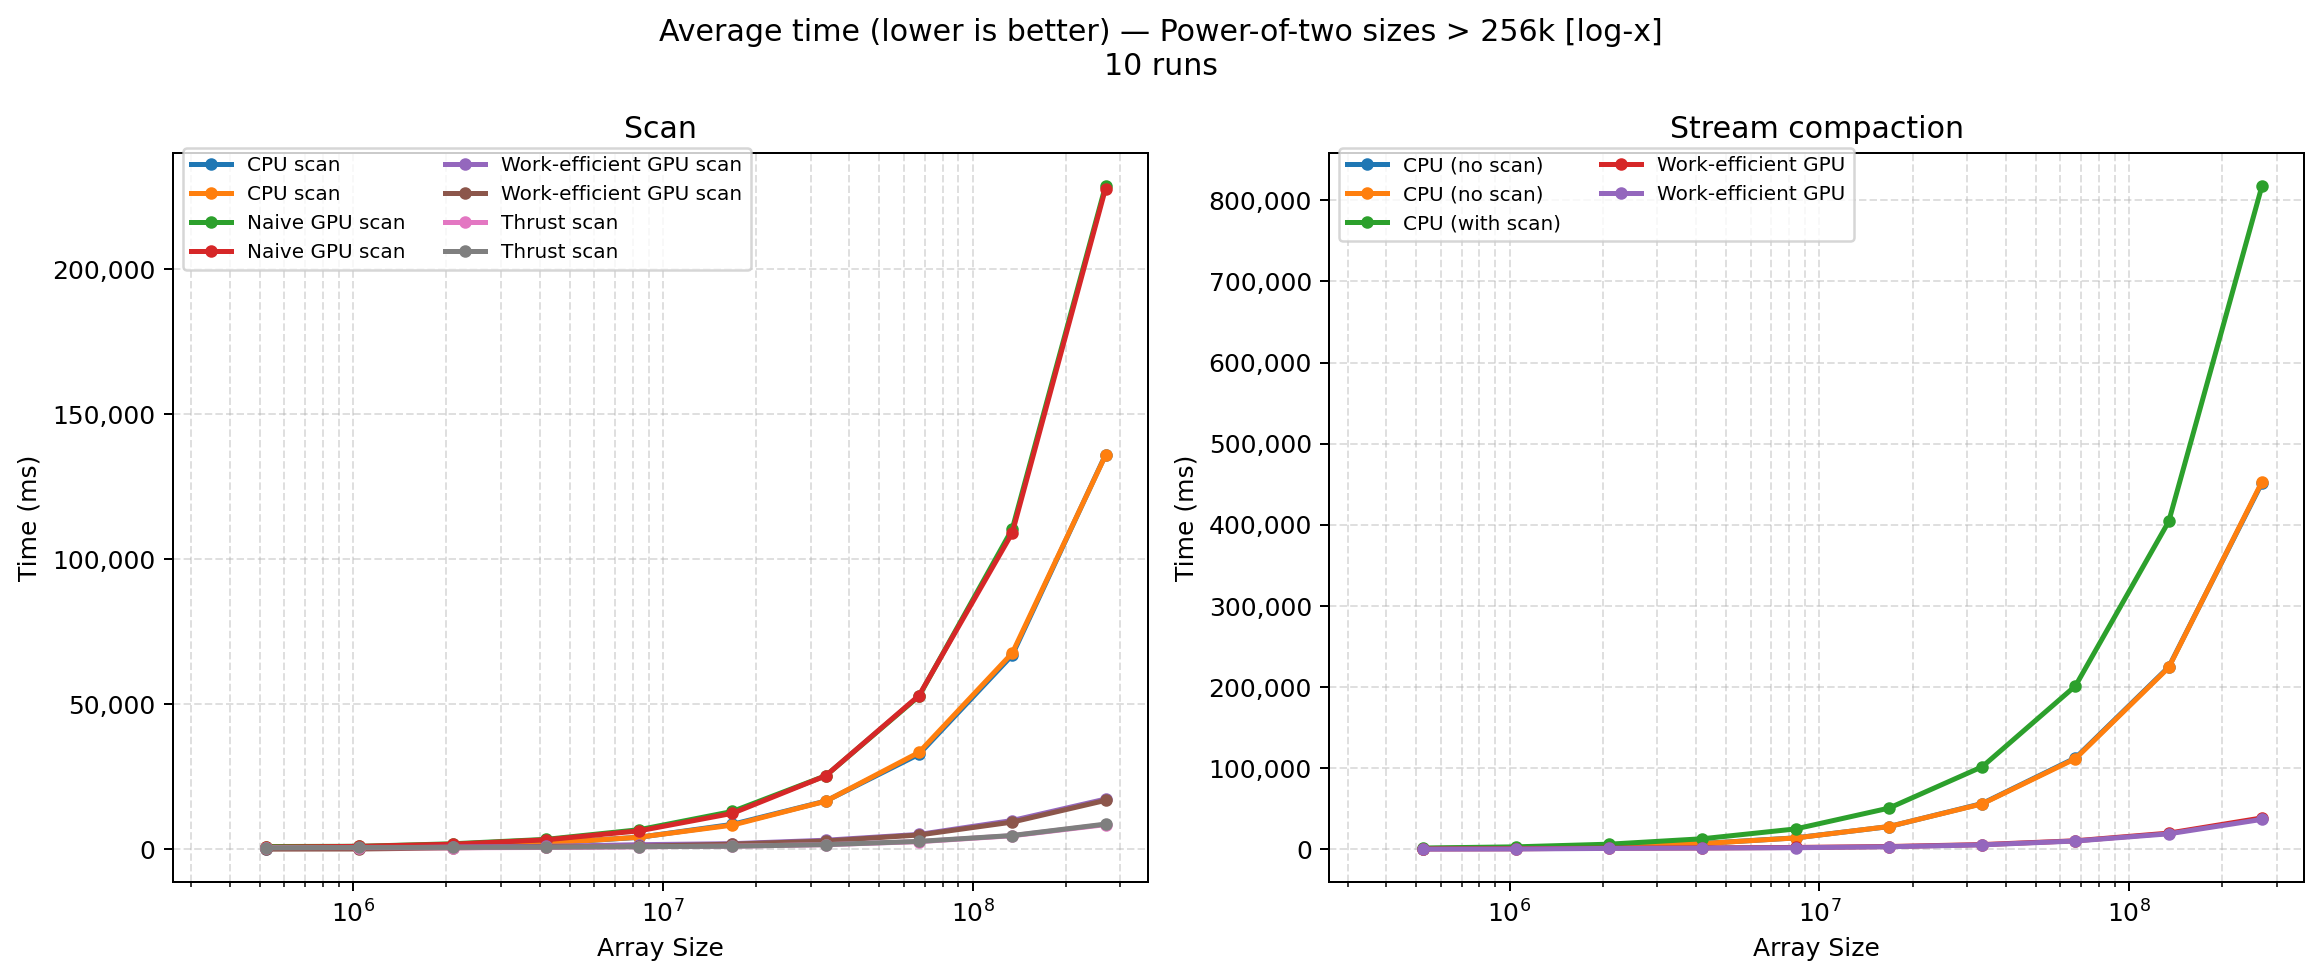 Average time (lower is better) — Power-of-two sizes > 256k [log-x]
10 runs
Scan
CPU scan
CPU scan
Naive GPU scan
Naive GPU scan
Work-efficient GPU scan
Work-efficient GPU scan
Thrust scan
Thrust scan
200,000
150,000
100,000
50,000
0
Time (ms)
10⁶
10⁷
10⁸
Array Size
Stream compaction
CPU (no scan)
CPU (no scan)
CPU (with scan)
Work-efficient GPU
Work-efficient GPU
800,000
700,000
600,000
500,000
400,000
300,000
200,000
100,000
0
Time (ms)
10⁶
10⁷
10⁸
Array Size